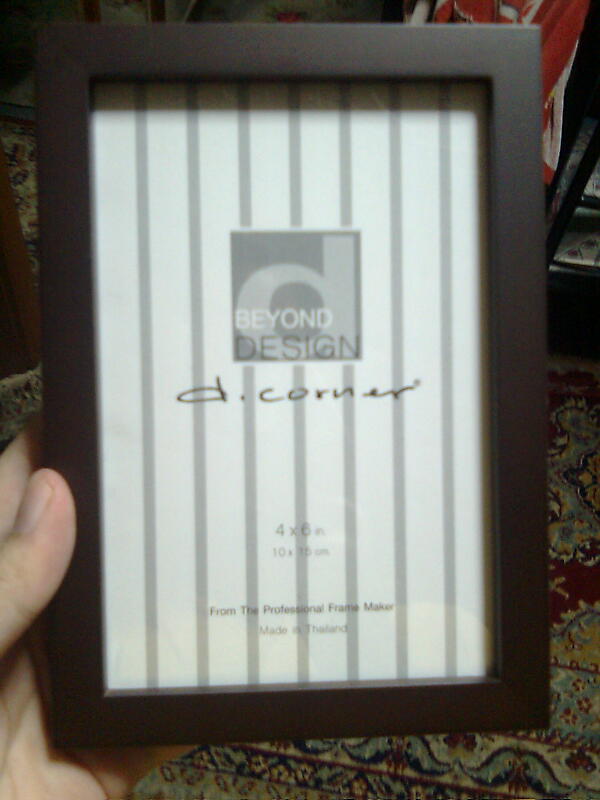 d
BEYOND
DESIGN
d.corner
4 x 6 in.
10 x 15 cm.
From The Professional Frame Maker
Made in Thailand